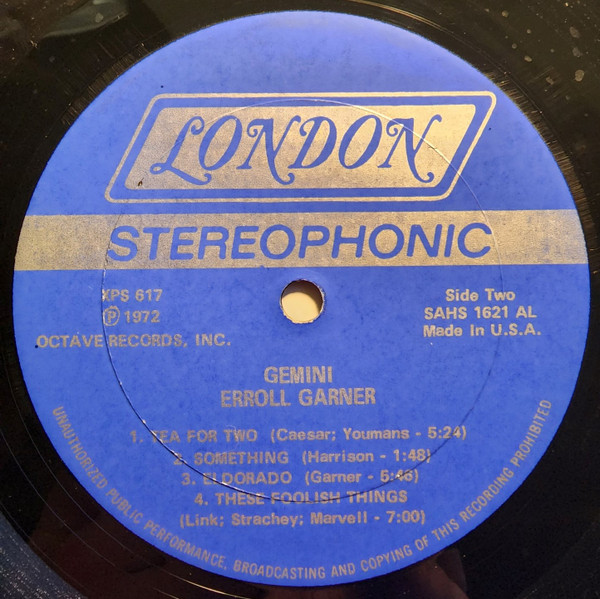 LONDON
STEREOPHONIC
XPS 617
Ⓟ 1972
OCTAVE RECORDS, INC.
Side Two
SAHS 1621 AL
Made in U.S.A.
GEMINI
ERROLL GARNER
1. TEA FOR TWO (Caesar; Youmans - 5:24)
2. SOMETHING (Harrison - 1:48)
3. ELDORADO (Garner - 5:48)
4. THESE FOOLISH THINGS
(Link; Strachey; Marvell - 7:00)
UNAUTHORIZED PUBLIC PERFORMANCE, BROADCASTING AND COPYING OF THIS RECORDING PROHIBITED